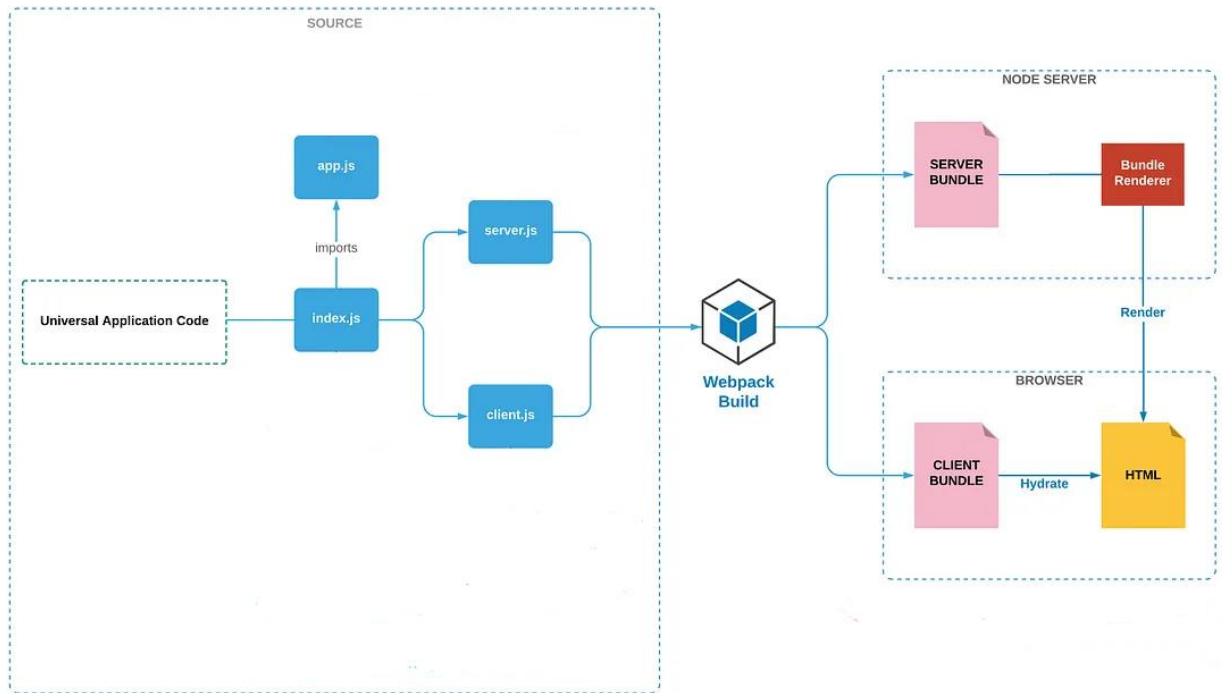 SOURCE
app.js
imports
Universal Application Code
index.js
server.js
client.js
Webpack
Build
NODE SERVER
SERVER
BUNDLE
Bundle
Renderer
Render
BROWSER
CLIENT
BUNDLE
Hydrate
HTML